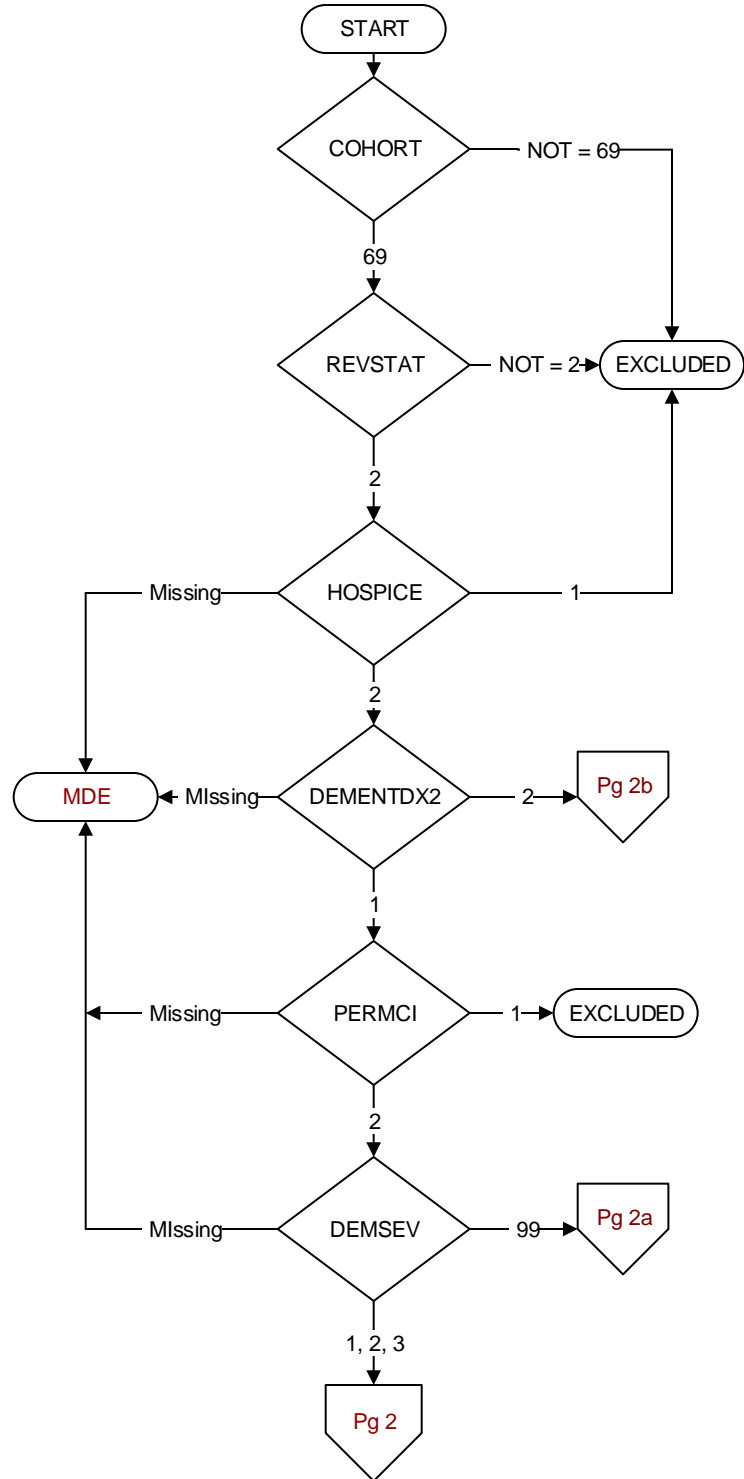 START
COHORT
NOT = 69
69
REVSTAT
NOT = 2
EXCLUDED
2
HOSPICE
Missing
1
2
MDE
MIssing
DEMENTDX2
2
Pg 2b
1
Missing
PERMCI
1
EXCLUDED
2
MIssing
DEMSEV
99
Pg 2a
1, 2, 3
Pg 2